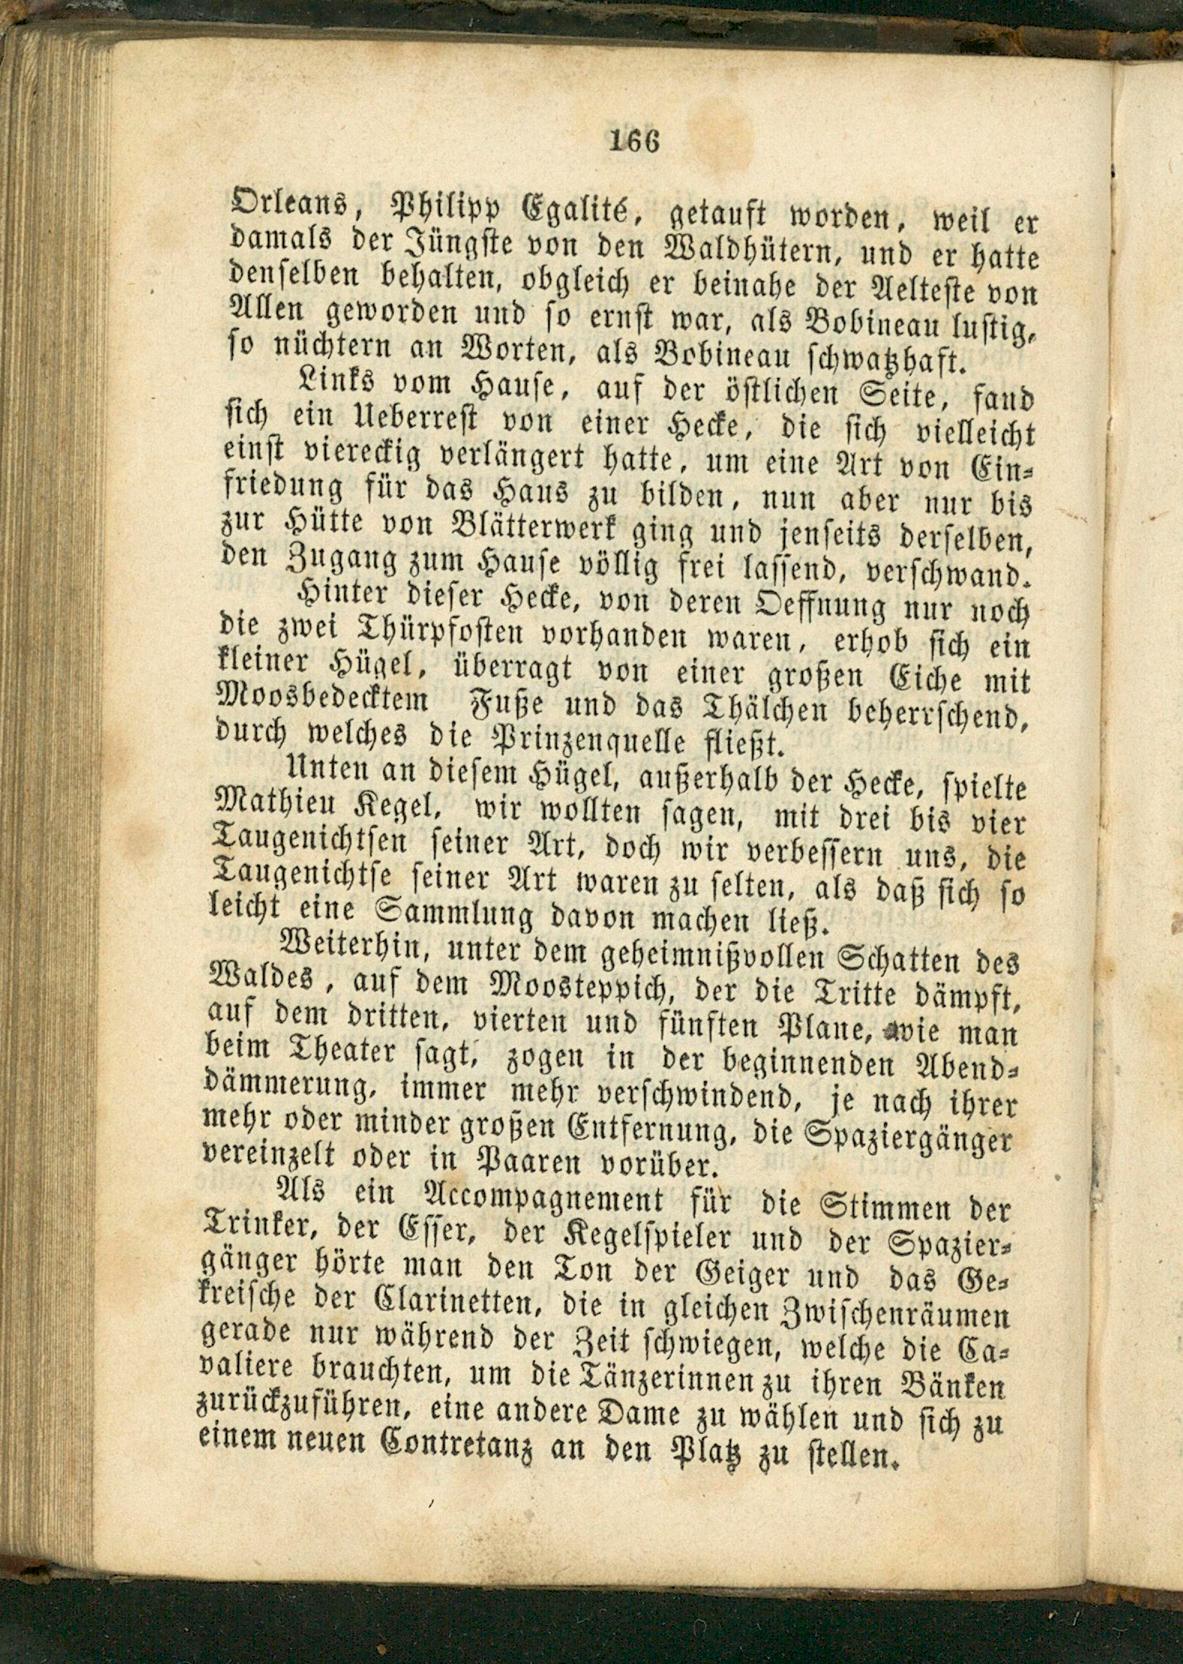 166
Orleans, Philipp Egalité, getauft worden, weil er
damals der Jüngste von den Waldhütern, und er hatte
denselben behalten, obgleich er beinahe der Aelteste von
Allen geworden und so ernst war, als Bobineau lustig,
so nüchtern an Worten, als Bobineau schwatzhaft.
Links vom Hause, auf der östlichen Seite, fand
sich ein Ueberrest von einer Hecke, die sich vielleicht
einst viereckig verlängert hatte, um eine Art von Ein-
friedung für das Haus zu bilden, nun aber nur bis
zur Hütte von Blätterwerk ging und jenseits derselben,
den Zugang zum Hause völlig frei lassend, verschwand.
Hinter dieser Hecke, von deren Oeffnung nur noch
die zwei Thürpfosten vorhanden waren, erhob sich ein
kleiner Hügel, überragt von einer großen Eiche mit
Moosbedecktem Fuße und das Thälchen beherrschend,
durch welches die Prinzenquelle fließt.
Unten an diesem Hügel, außerhalb der Hecke, spielte
Mathieu Kegel, wir wollten sagen, mit drei bis vier
Taugenichtsen seiner Art, doch wir verbessern uns, die
Taugenichtse seiner Art waren zu selten, als daß sich so
leicht eine Sammlung davon machen ließ.
Weiterhin, unter dem geheimnißvollen Schatten des
Waldes, auf dem Moosteppich, der die Tritte dämpft,
auf dem dritten, vierten und fünften Plane, wie man
beim Theater sagt, zogen in der beginnenden Abend-
dämmerung, immer mehr verschwindend, je nach ihrer
mehr oder minder großen Entfernung, die Spaziergänger
vereinzelt oder in Paaren vorüber.
Als ein Accompagnement für die Stimmen der
Trinker, der Esser, der Kegelspieler und der Spazier-
gänger hörte man den Ton der Geiger und das Ge-
kreische der Clarinetten, die in gleichen Zwischenräumen
gerade nur während der Zeit schwiegen, welche die Ca-
valiere brauchten, um die Tänzerinnen zu ihren Bänken
zurückzuführen, eine andere Dame zu wählen und sich zu
einem neuen Contretanz an den Platz zu stellen.